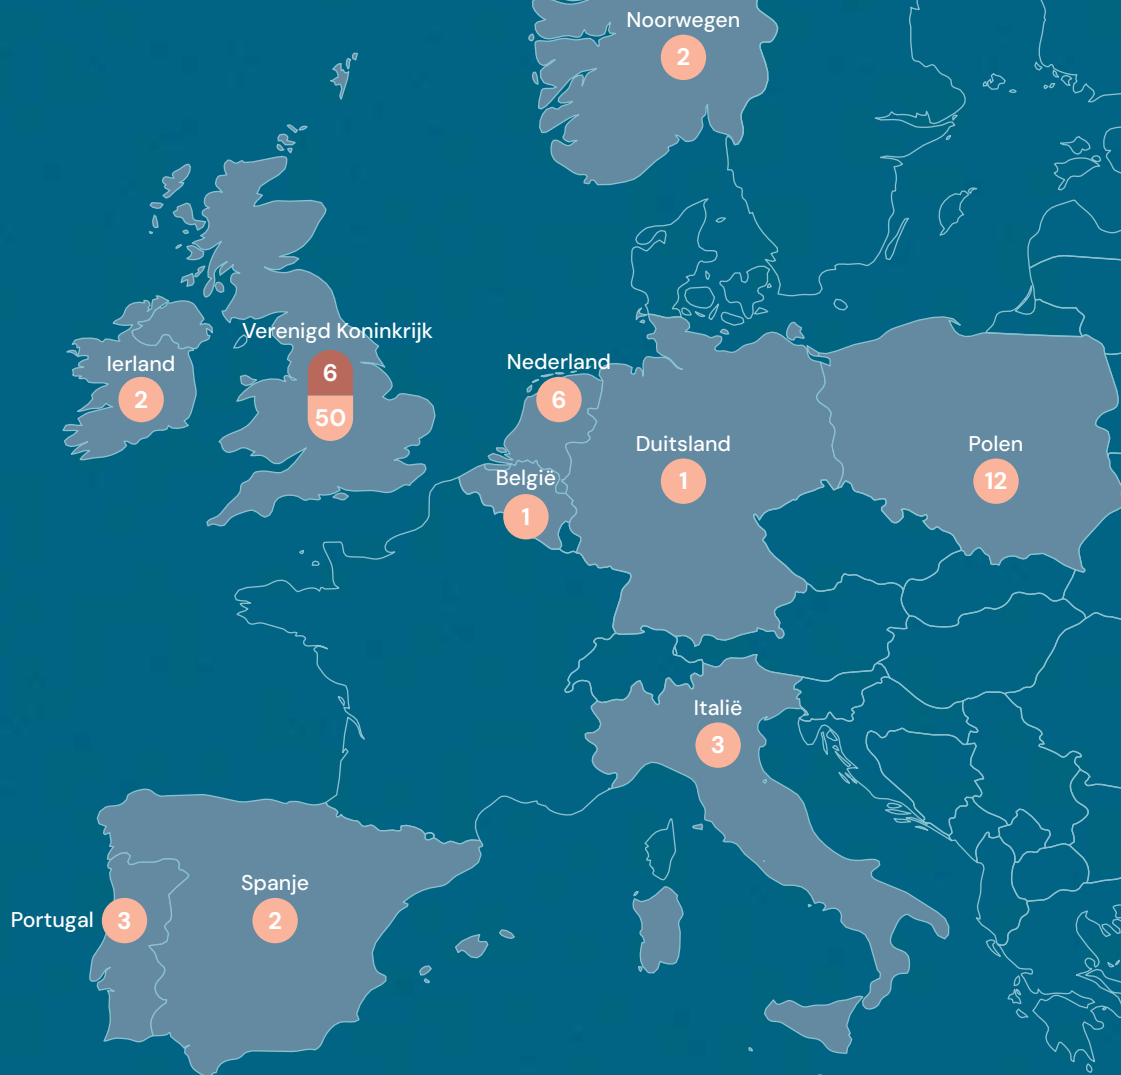 Noorwegen
2
Verenigd Koninkrijk
6
50
Ierland
2
Nederland
6
Duitsland
1
Polen
12
België
1
Italië
3
Spanje
2
Portugal
3